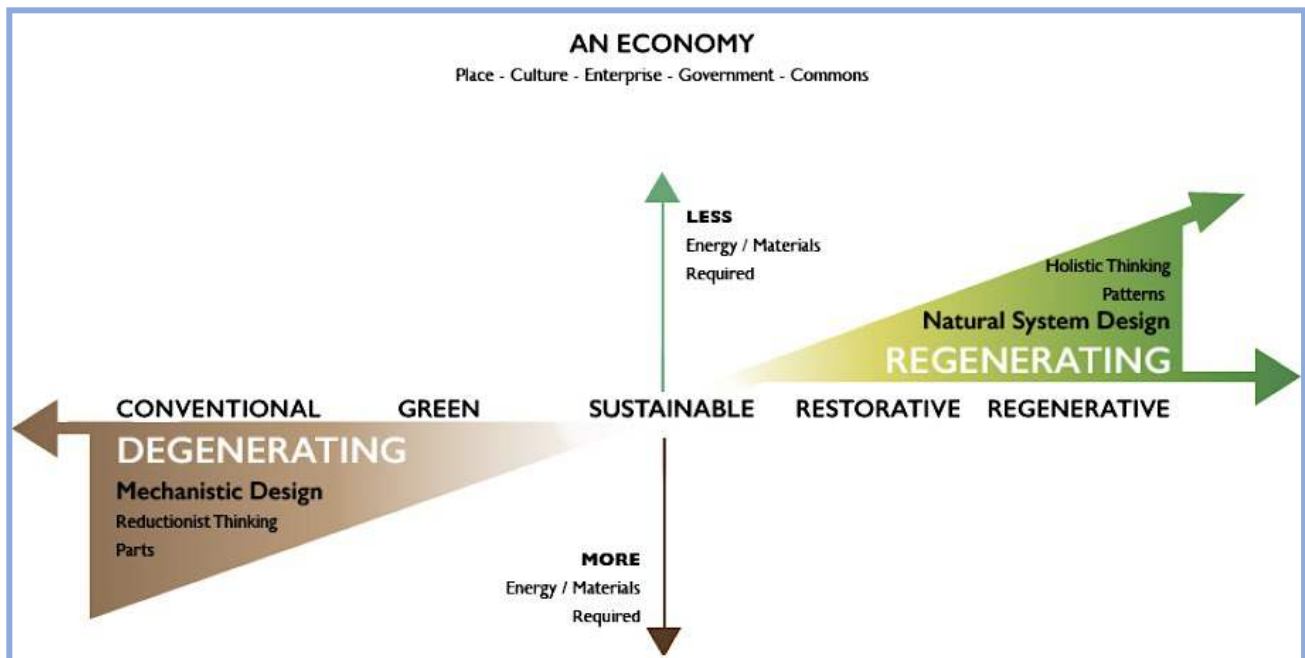 AN ECONOMY
Place - Culture - Enterprise - Government - Commons
LESS
Energy / Materials
Required
Holistic Thinking
Patterns
Natural System Design
REGENERATING
CONVENTIONAL GREEN SUSTAINABLE RESTORATIVE REGENERATIVE
DEGENERATING
Mechanistic Design
Reductionist Thinking
Parts
MORE
Energy / Materials
Required